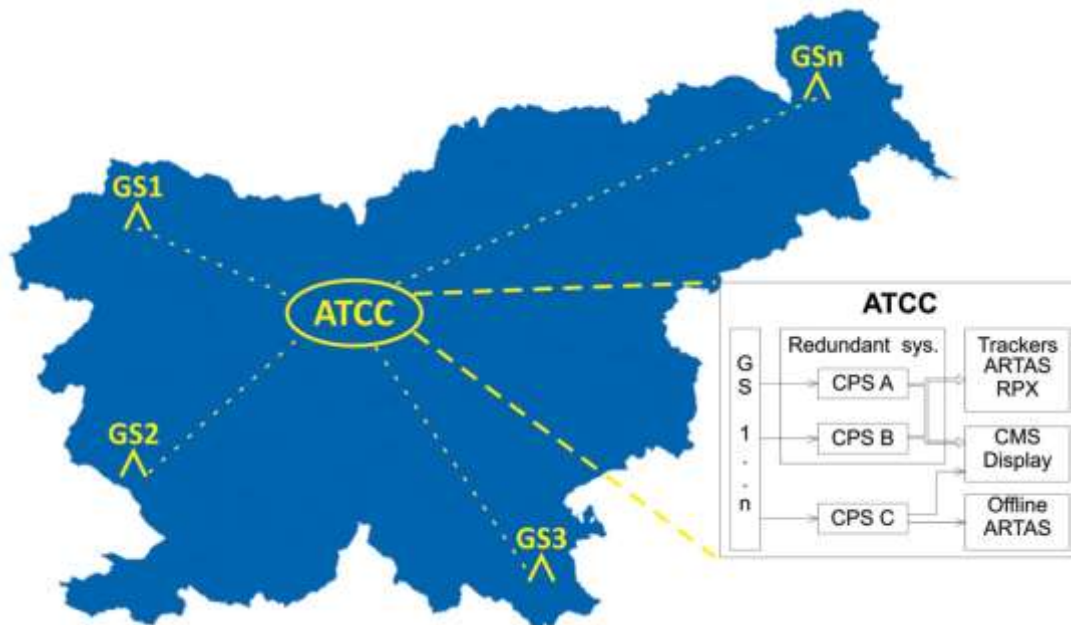 GSn
GS1
ATCC
GS2
GS3
ATCC
G
S
1
.
.
n
Redundant sys.
CPS A
CPS B
CPS C
Trackers
ARTAS
RPX
CMS
Display
Offline
ARTAS